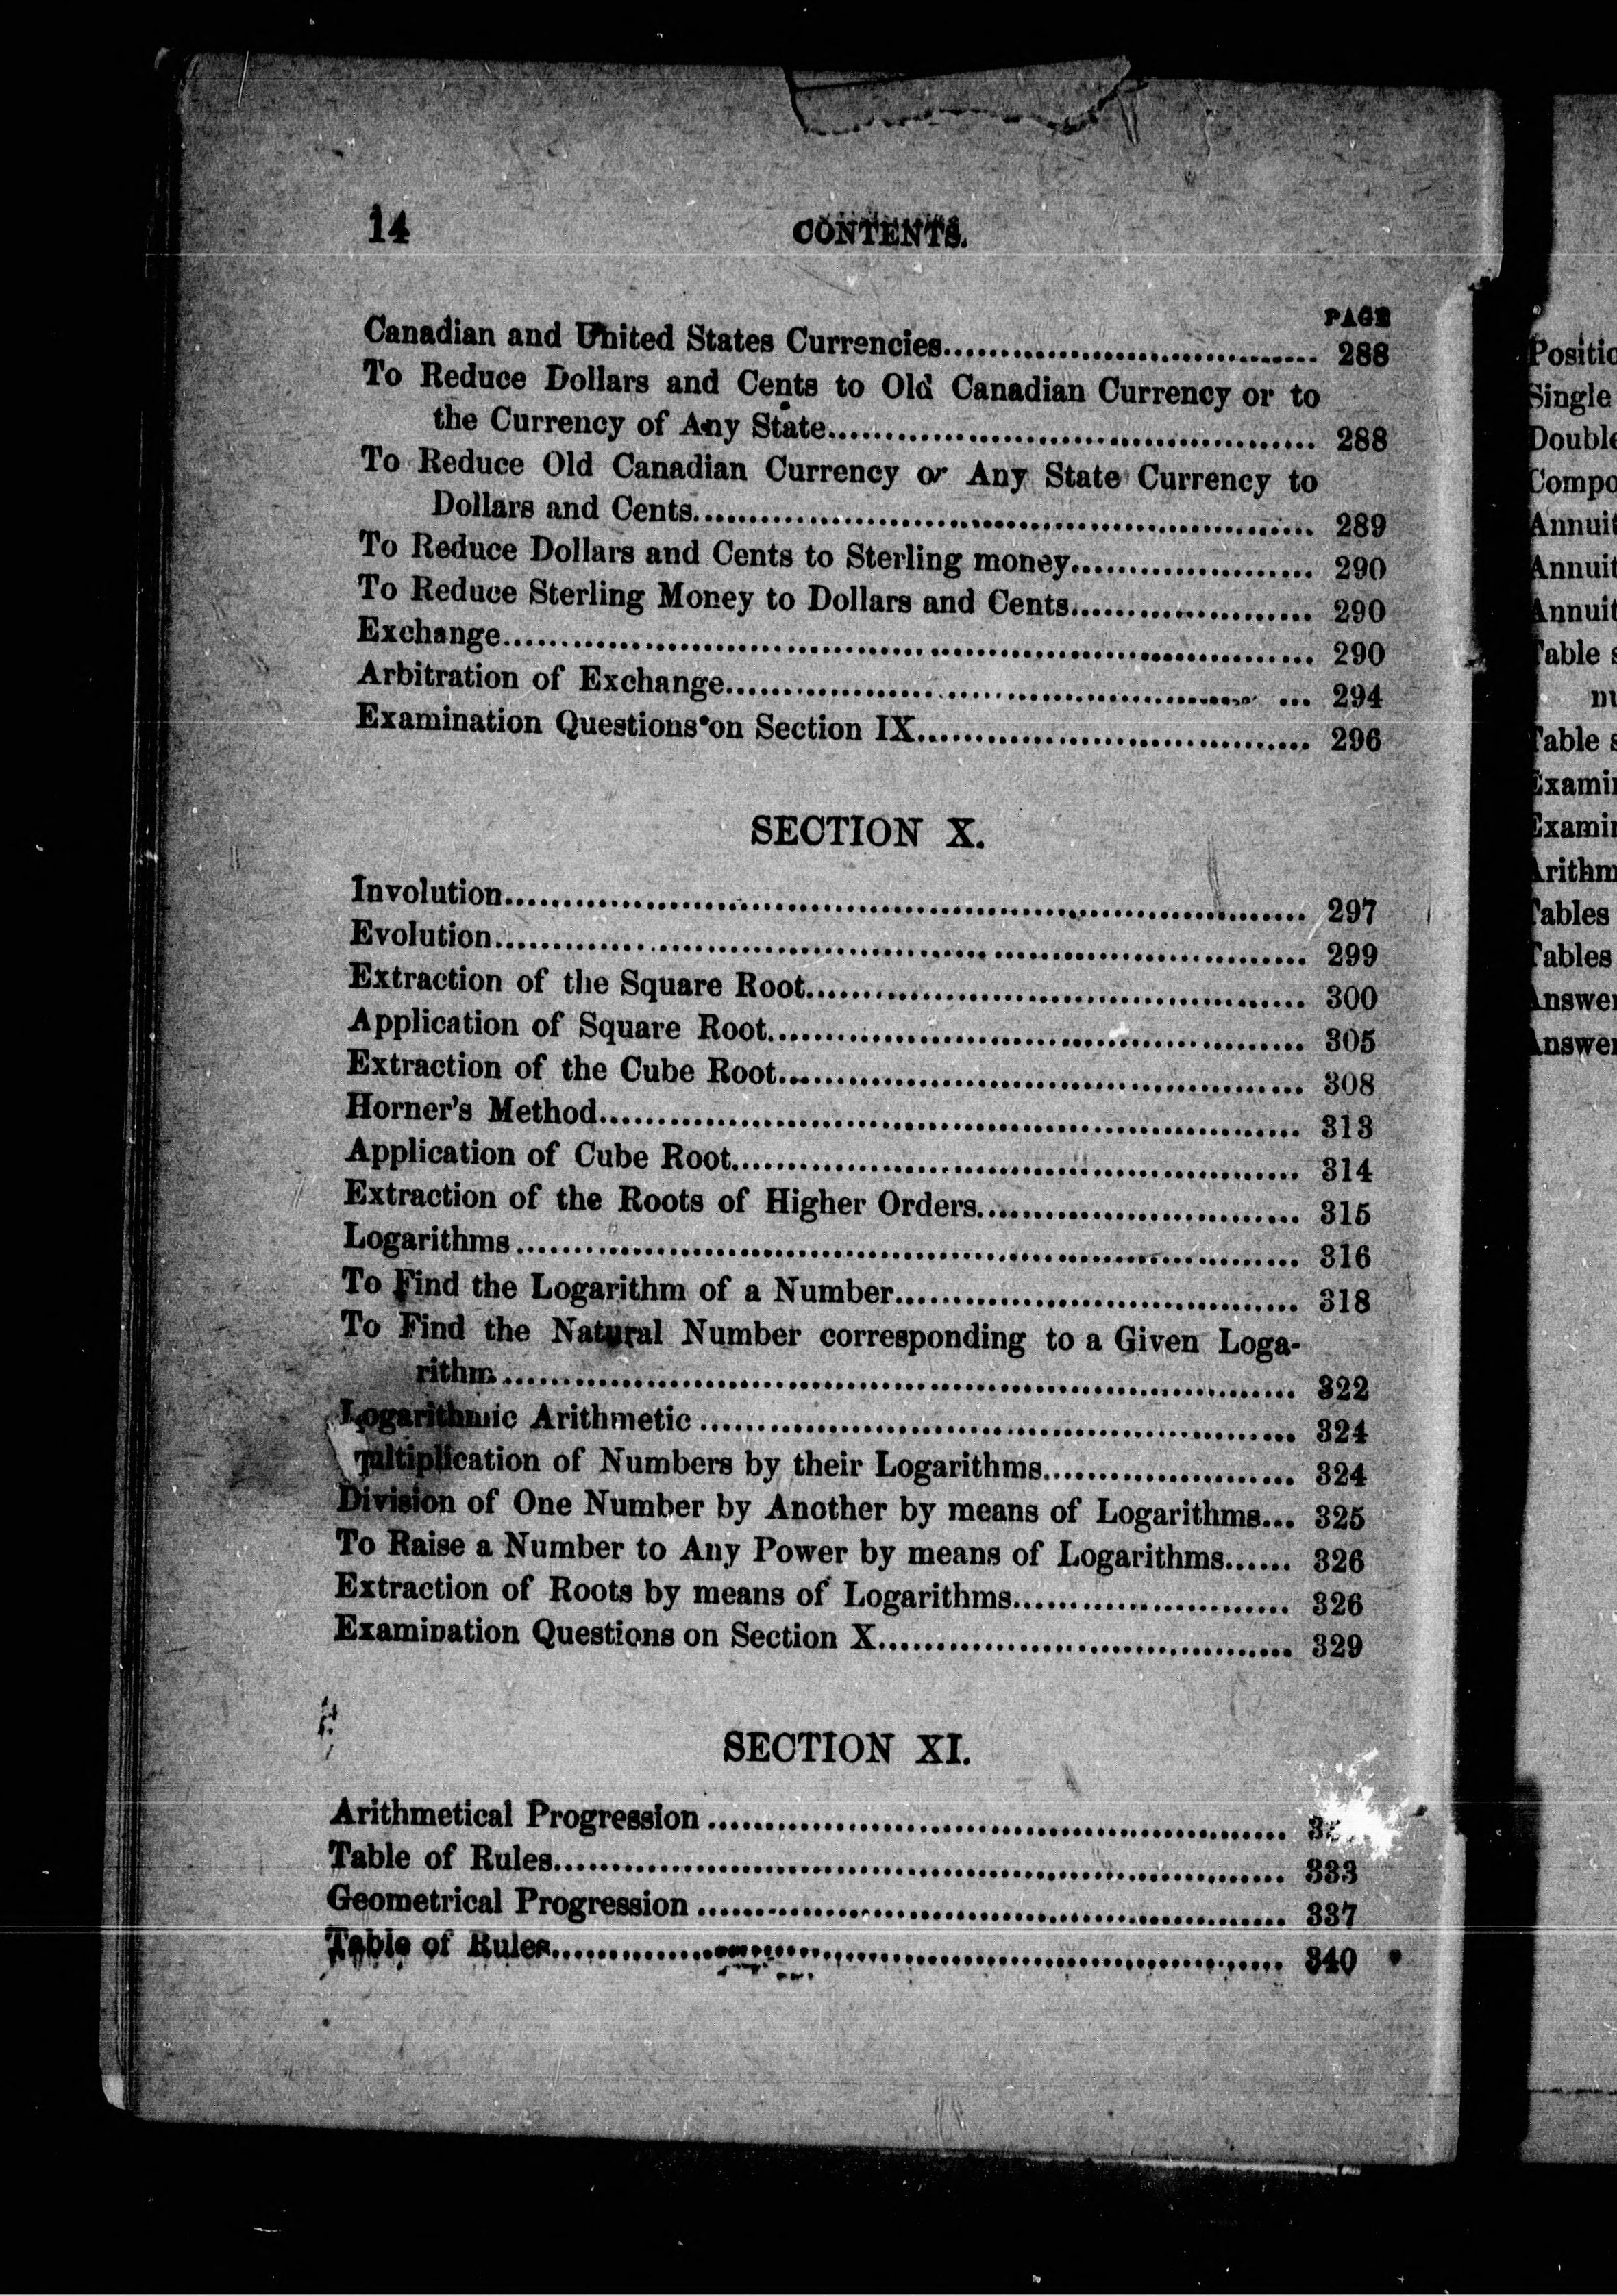 14 CONTENTS.
PAGE
Canadian and United States Currencies........................................ 288
To Reduce Dollars and Cents to Old Canadian Currency or to
the Currency of Any State.................................................. 288
To Reduce Old Canadian Currency or Any State Currency to
Dollars and Cents............................................................ 289
To Reduce Dollars and Cents to Sterling money..................... 290
To Reduce Sterling Money to Dollars and Cents..................... 290
Exchange........................................................................ 290
Arbitration of Exchange.................................................... 294
Examination Questions on Section IX................................... 296
SECTION X.
Involution....................................................................... 297
Evolution........................................................................ 299
Extraction of the Square Root............................................ 300
Application of Square Root................................................ 305
Extraction of the Cube Root............................................... 308
Horner's Method.............................................................. 313
Application of Cube Root................................................... 314
Extraction of the Roots of Higher Orders............................ 315
Logarithms..................................................................... 316
To Find the Logarithm of a Number.................................... 318
To Find the Natural Number corresponding to a Given Loga-
rithm........................................................................ 322
Logarithmic Arithmetic..................................................... 324
ultiplication of Numbers by their Logarithms...................... 324
Division of One Number by Another by means of Logarithms... 325
To Raise a Number to Any Power by means of Logarithms...... 326
Extraction of Roots by means of Logarithms........................ 326
Examination Questions on Section X.................................... 329
SECTION XI.
Arithmetical Progression...................................................
Table of Rules................................................................. 333
Geometrical Progression.................................................... 337
Table of Rules................................................................. 340
Single
Table
Table
Tables
Tables